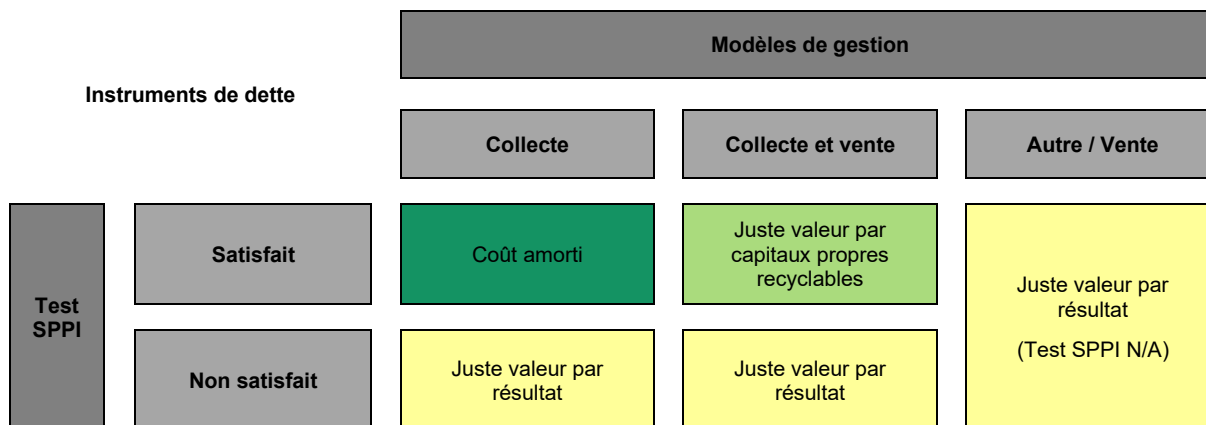 Modèles de gestion
Instruments de dette
Collecte
Collecte et vente
Autre / Vente
Test
SPPI
Satisfait
Coût amorti
Juste valeur par
capitaux propres
recyclables
Juste valeur par
résultat
(Test SPPI N/A)
Non satisfait
Juste valeur par
résultat
Juste valeur par
résultat